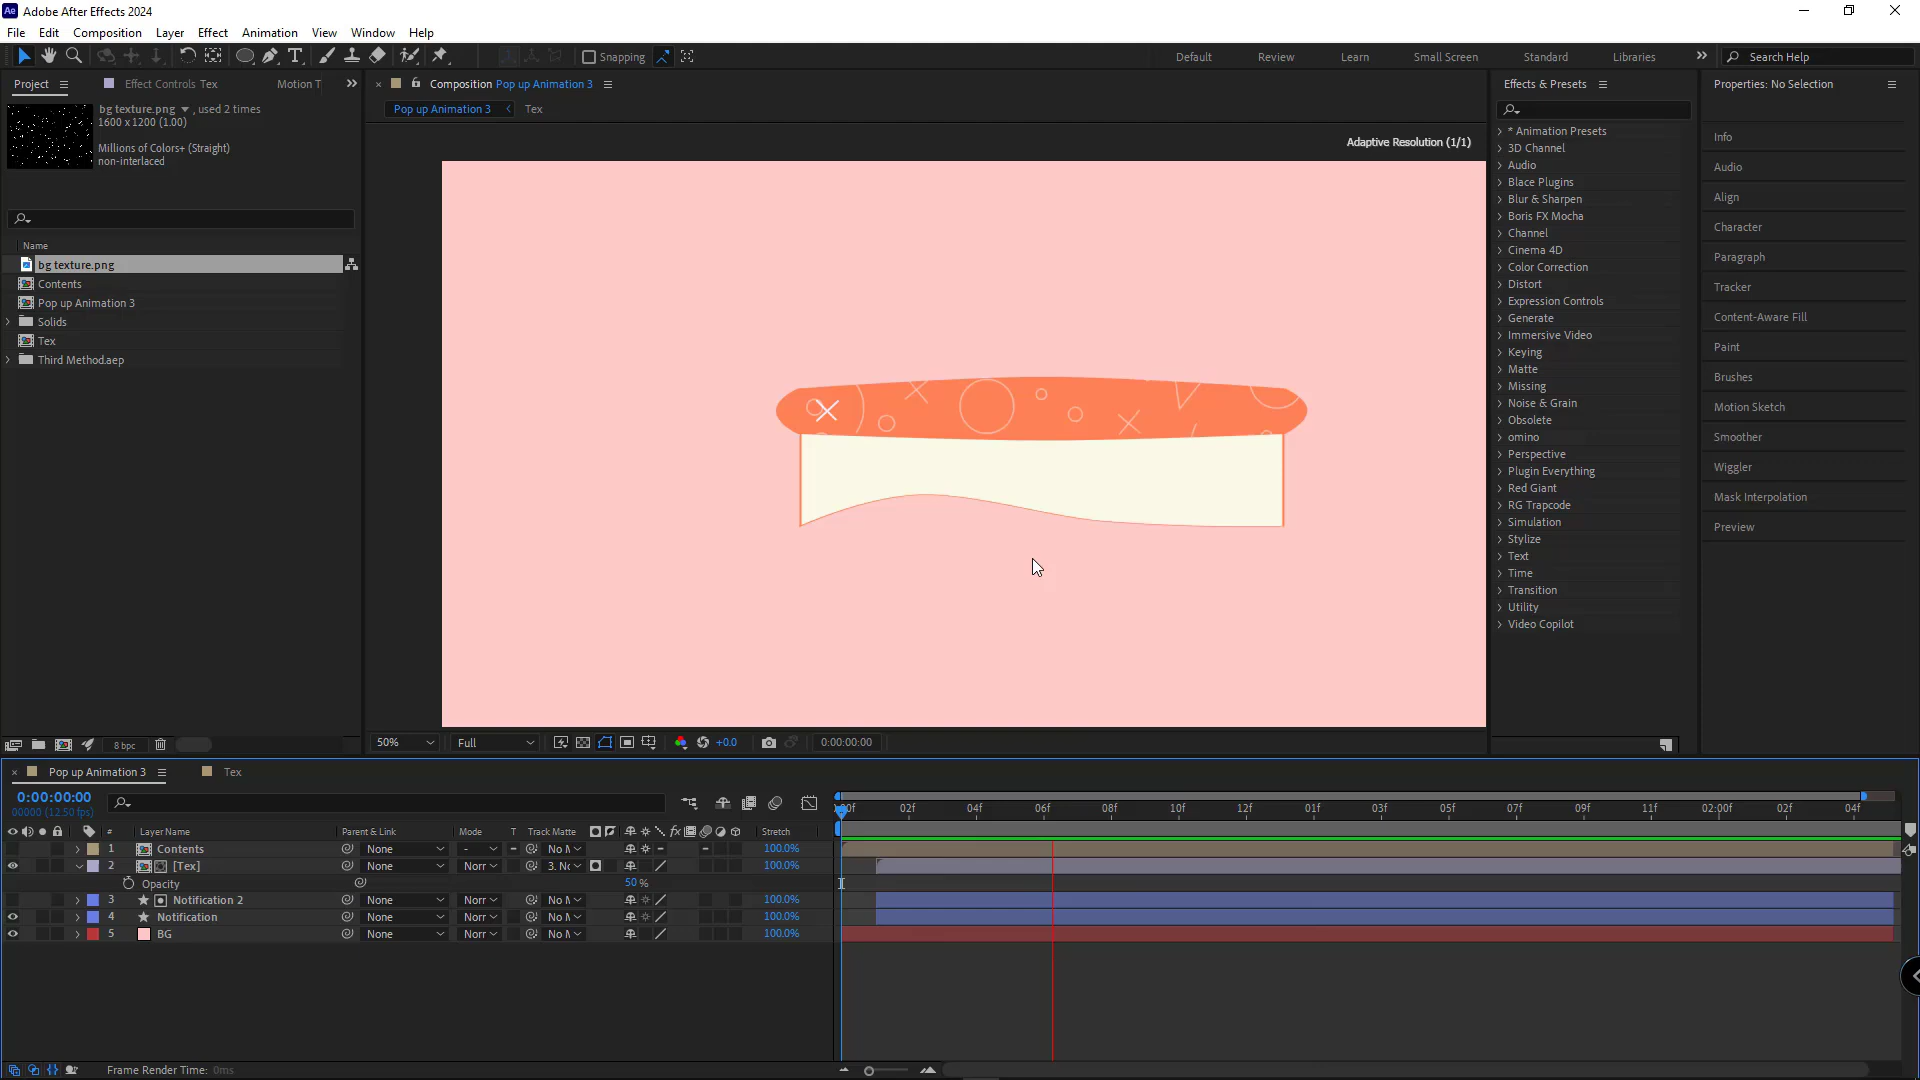 Adobe After Effects 2024
File Edit Composition Layer Effect Animation View Window Help
Snapping Default Review Learn Small Screen Standard Libraries Search Help
Project Effect Controls Tex Motion T
bg texture.png , used 2 times
1600 x 1200 (1.00)
Millions of Colors+ (Straight)
non-interlaced
Name
bg texture.png
Contents
Pop up Animation 3
Solids
Tex
Third Method.aep
8 bpc
Composition Pop up Animation 3
Pop up Animation 3 Tex
Adaptive Resolution (1/1)
50% Full +0.0 0:00:00:00
Effects & Presets
* Animation Presets
3D Channel
Audio
Blace Plugins
Blur & Sharpen
Boris FX Mocha
Channel
Cinema 4D
Color Correction
Distort
Expression Controls
Generate
Immersive Video
Keying
Matte
Missing
Noise & Grain
Obsolete
omino
Perspective
Plugin Everything
Red Giant
RG Trapcode
Simulation
Stylize
Text
Time
Transition
Utility
Video Copilot
Properties: No Selection
Info
Audio
Align
Character
Paragraph
Tracker
Content-Aware Fill
Paint
Brushes
Motion Sketch
Smoother
Wiggler
Mask Interpolation
Preview
Pop up Animation 3 Tex
0:00:00:00
00000 (12.50 fps)
02f 04f 06f 08f 10f 12f 01f 03f 05f 07f 09f 11f 02:00f 02f 04f
# Layer Name Parent & Link Mode T Track Matte fx Stretch
1 Contents None - No M 100.0%
2 [Tex] None Norr 3. Nc 100.0%
Opacity 50 %
3 Notification 2 None Norr No M 100.0%
4 Notification None Norr No M 100.0%
5 BG None Norr No M 100.0%
Frame Render Time: 0ms